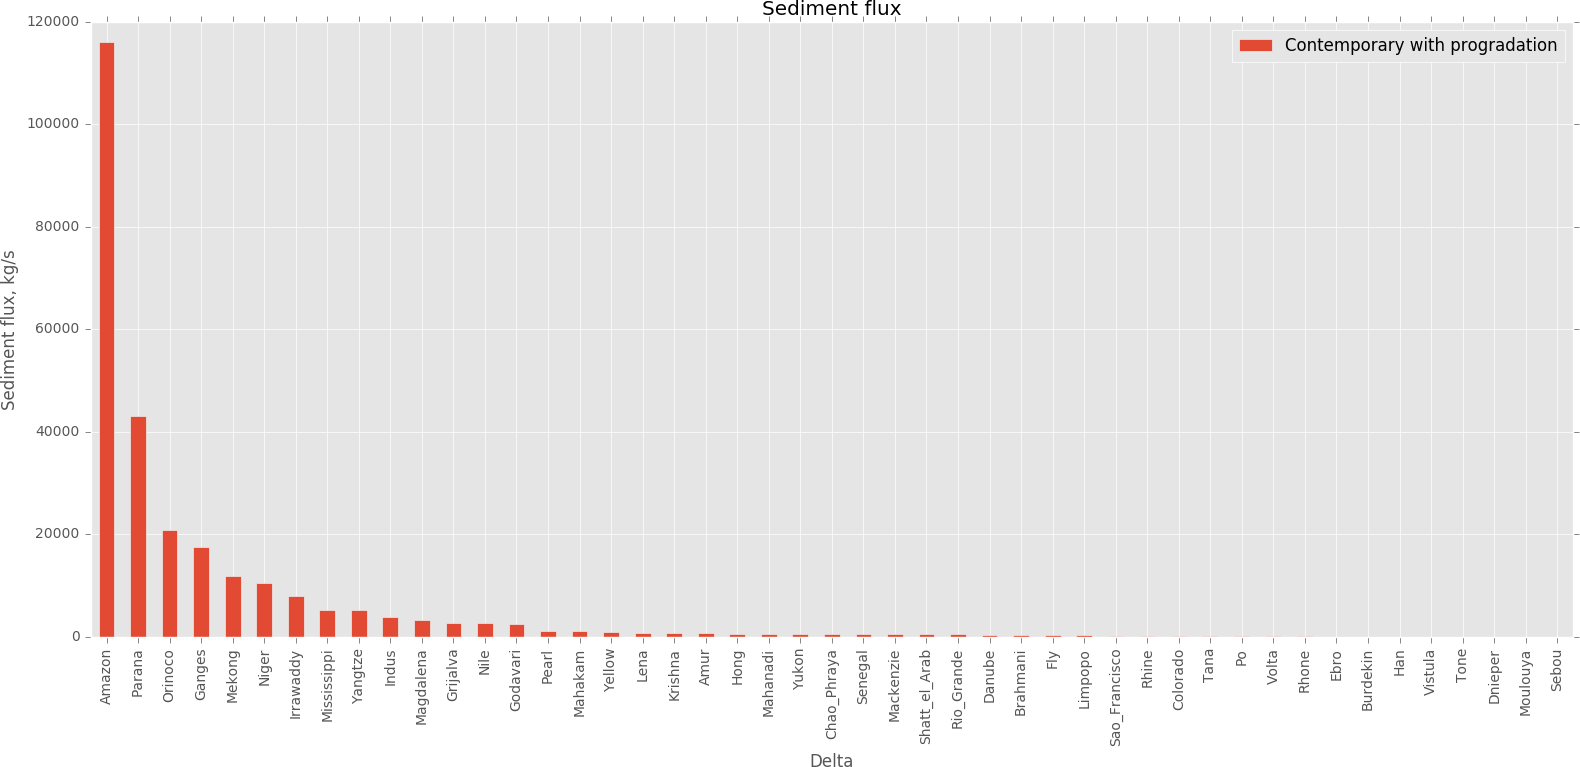 Sediment flux
Contemporary with progradation
120000
100000
80000
60000
40000
20000
0
Sediment flux, kg/s
Amazon
Parana
Orinoco
Ganges
Mekong
Niger
Irrawaddy
Mississippi
Yangtze
Indus
Magdalena
Grijalva
Nile
Godavari
Pearl
Mahakam
Yellow
Lena
Krishna
Amur
Hong
Mahanadi
Yukon
Chao_Phraya
Senegal
Mackenzie
Shatt_el_Arab
Rio_Grande
Danube
Brahmani
Fly
Limpopo
Sao_Francisco
Rhine
Colorado
Tana
Po
Volta
Rhone
Ebro
Burdekin
Han
Vistula
Tone
Dnieper
Moulouya
Sebou
Delta